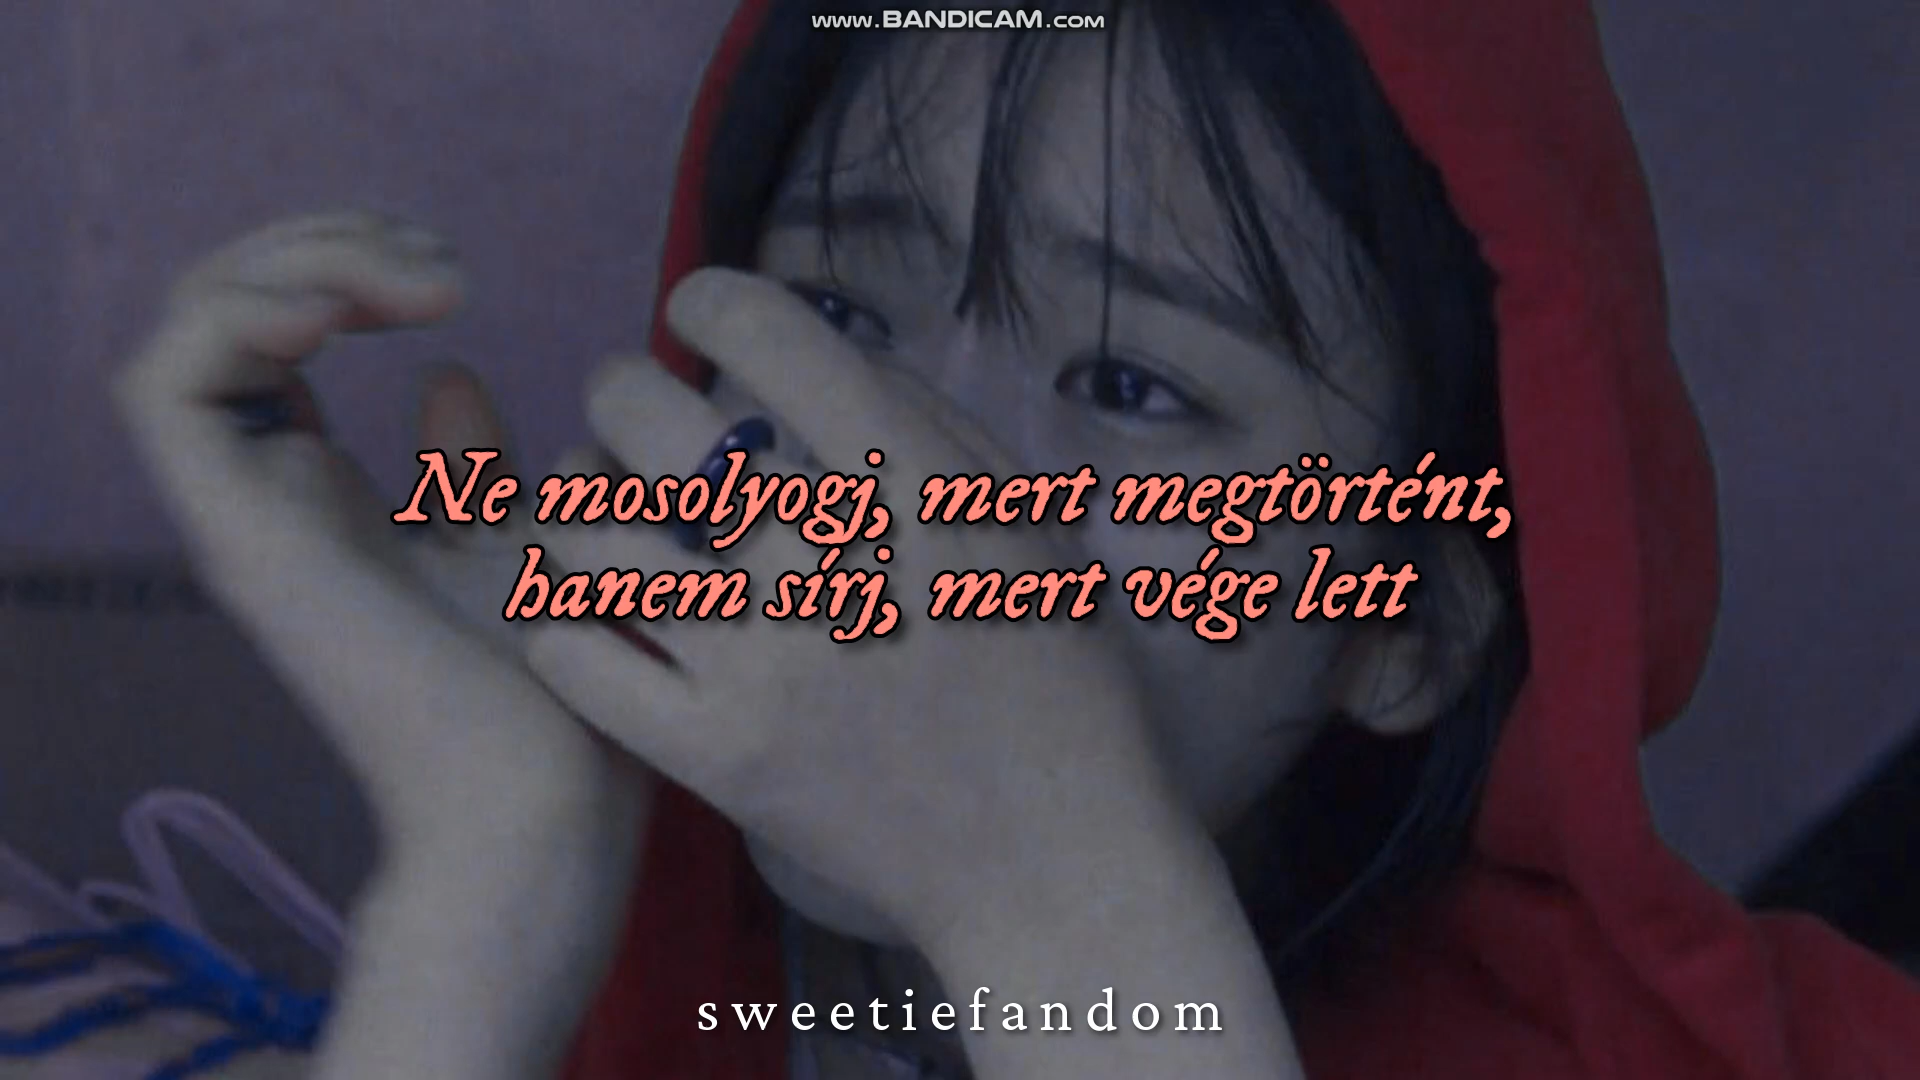 www.BANDICAM.com
Ne mosolyogj, mert megtörtént,
hanem sírj, mert vége lett
sweetiefandom